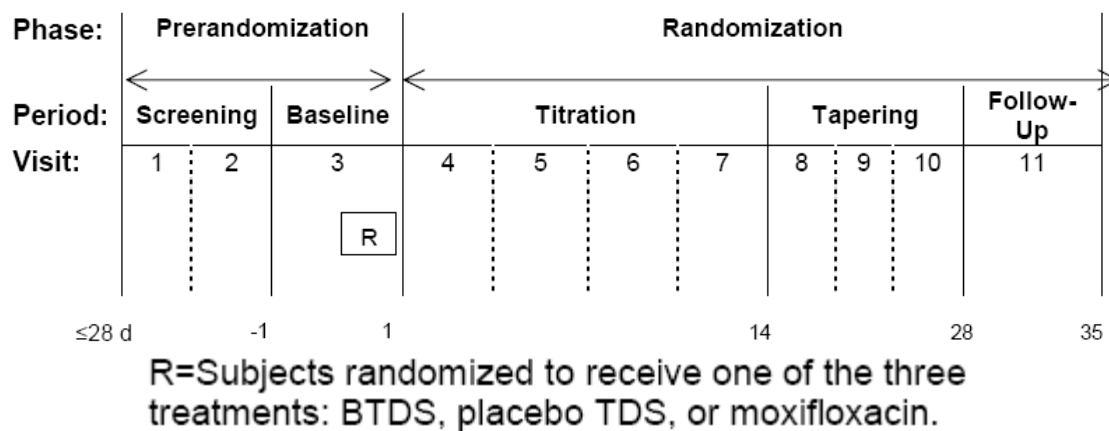 Phase: Prerandomization Randomization
Period: Screening Baseline Titration Tapering Follow-
Up
Visit: 1 2 3 4 5 6 7 8 9 10 11
R
≤28 d -1 1 14 28 35
R=Subjects randomized to receive one of the three
treatments: BTDS, placebo TDS, or moxifloxacin.